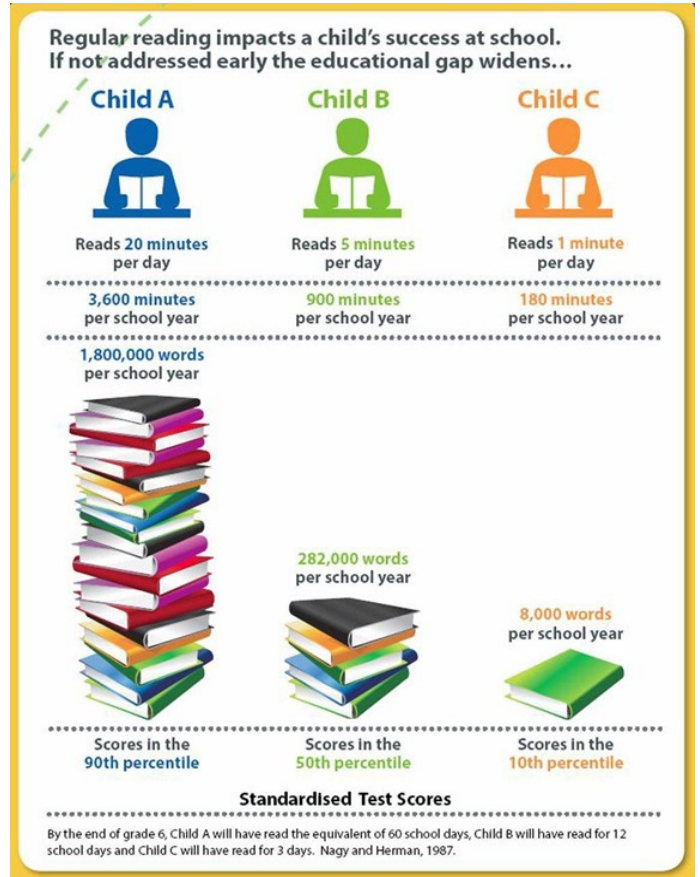 Regular reading impacts a child's success at school.
If not addressed early the educational gap widens...
Child A
Child B
Child C
Reads 20 minutes
per day
Reads 5 minutes
per day
Reads 1 minute
per day
3,600 minutes
per school year
900 minutes
per school year
180 minutes
per school year
1,800,000 words
per school year
282,000 words
per school year
8,000 words
per school year
Scores in the
90th percentile
Scores in the
50th percentile
Scores in the
10th percentile
Standardised Test Scores
By the end of grade 6, Child A will have read the equivalent of 60 school days, Child B will have read for 12
school days and Child C will have read for 3 days. Nagy and Herman, 1987.